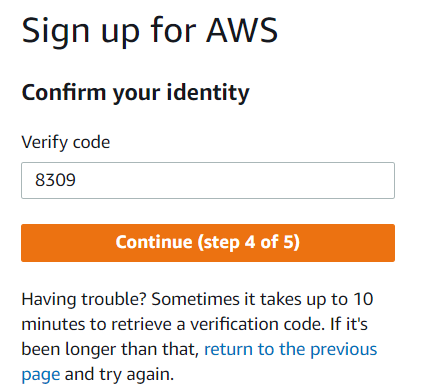 Sign up for AWS
Confirm your identity
Verify code
8309
Continue (step 4 of 5)
Having trouble? Sometimes it takes up to 10
minutes to retrieve a verification code. If it's
been longer than that, return to the previous
page and try again.